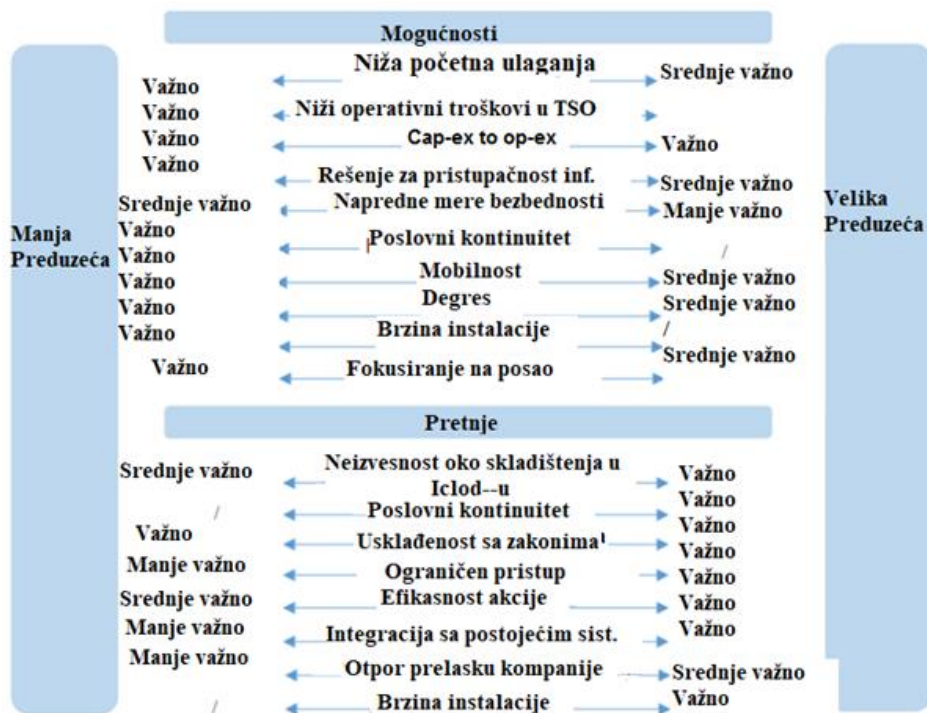 Mogućnosti
Niža početna ulaganja
Srednje važno
Važno
Niži operativni troškovi u TSO
Važno
Cap-ex to op-ex
Važno
Važno
Važno
Rešenje za pristupačnost inf.
Srednje važno
Srednje važno
Napredne mere bezbednosti
Manje važno
Manja
Preduzeća
Velika
Preduzeća
Važno
Poslovni kontinuitet
/
Važno
Mobilnost
Srednje važno
Važno
Degres
Srednje važno
Važno
Brzina instalacije
/
Važno
Srednje važno
Važno
Fokusiranje na posao
Pretnje
Srednje važno
Neizvesnost oko skladištenja u
Iclod--u
Važno
/
Poslovni kontinuitet
Važno
Važno
Usklađenost sa zakonima
Važno
Manje važno
Ograničen pristup
Važno
Srednje važno
Efikasnost akcije
Važno
Manje važno
Integracija sa postojećim sist.
Važno
Manje važno
Otpor prelasku kompanije
Važno
Srednje važno
/
Brzina instalacije
Važno